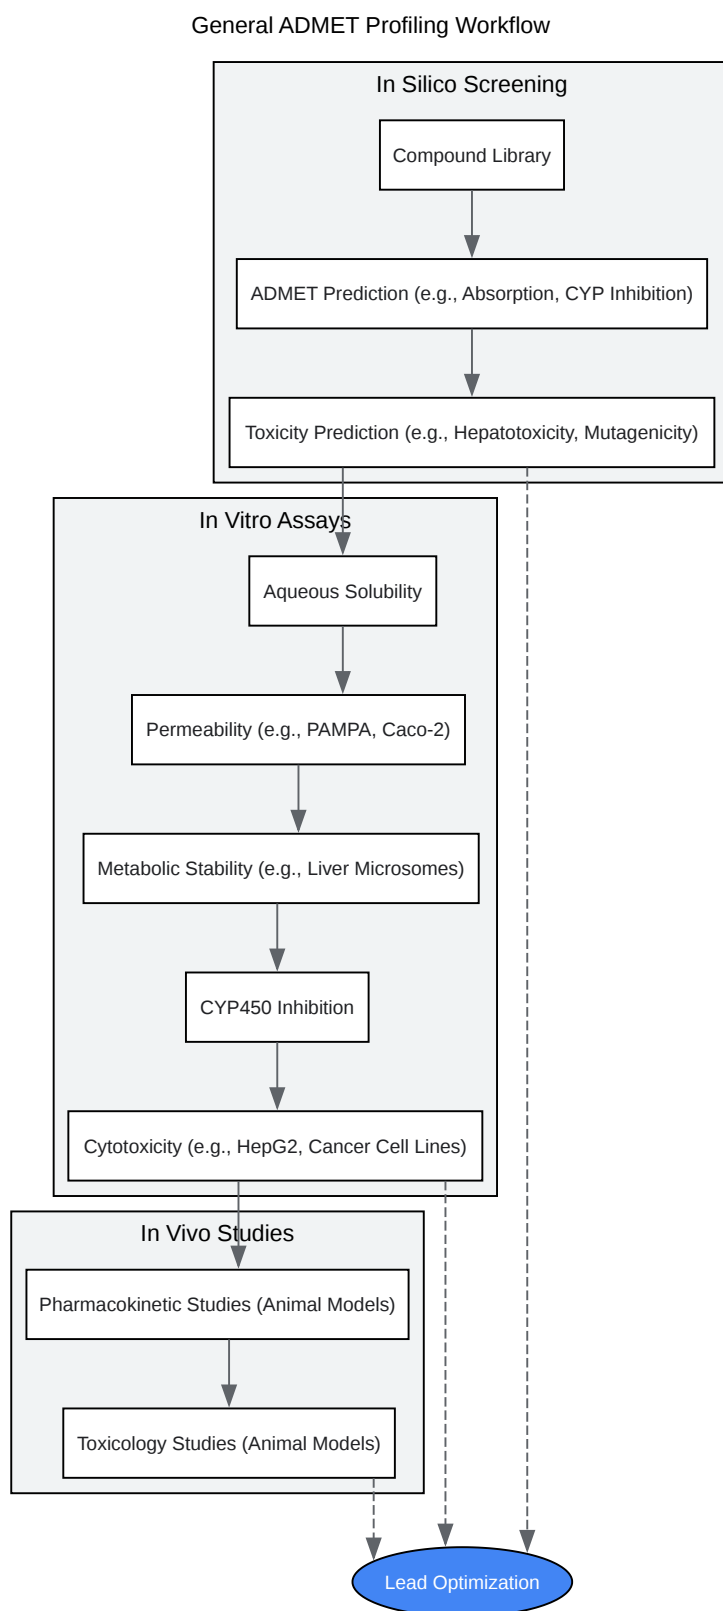 General ADMET Profiling Workflow
In Silico Screening
Compound Library
ADMET Prediction (e.g., Absorption, CYP Inhibition)
Toxicity Prediction (e.g., Hepatotoxicity, Mutagenicity)
In Vitro Assays
Aqueous Solubility
Permeability (e.g., PAMPA, Caco-2)
Metabolic Stability (e.g., Liver Microsomes)
CYP450 Inhibition
Cytotoxicity (e.g., HepG2, Cancer Cell Lines)
In Vivo Studies
Pharmacokinetic Studies (Animal Models)
Toxicology Studies (Animal Models)
Lead Optimization